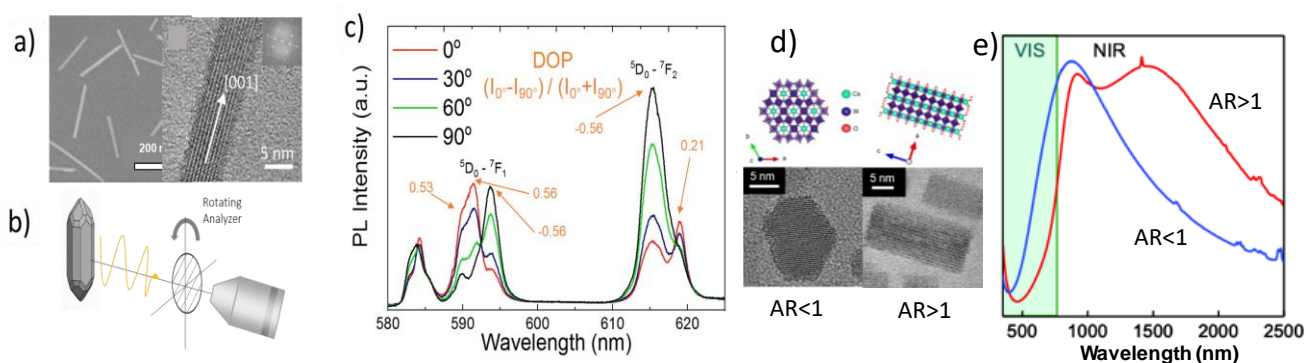 a)
[001]
200 n
5 nm
b)
Rotating
Analyzer
c)
PL Intensity (a.u.)
0°
30°
60°
90°
DOP
(I0°-I90°) / (I0°+I90°)
⁵D₀ - ⁷F₂
-0.56
0.21
⁵D₀ - ⁷F₁
0.53
0.56
-0.56
580
590
600
610
620
Wavelength (nm)
d)
Cs
W
O
b
c
a
a
c
5 nm
5 nm
AR<1
AR>1
e)
VIS
NIR
AR>1
AR<1
500
1000
1500
2000
2500
Wavelength (nm)